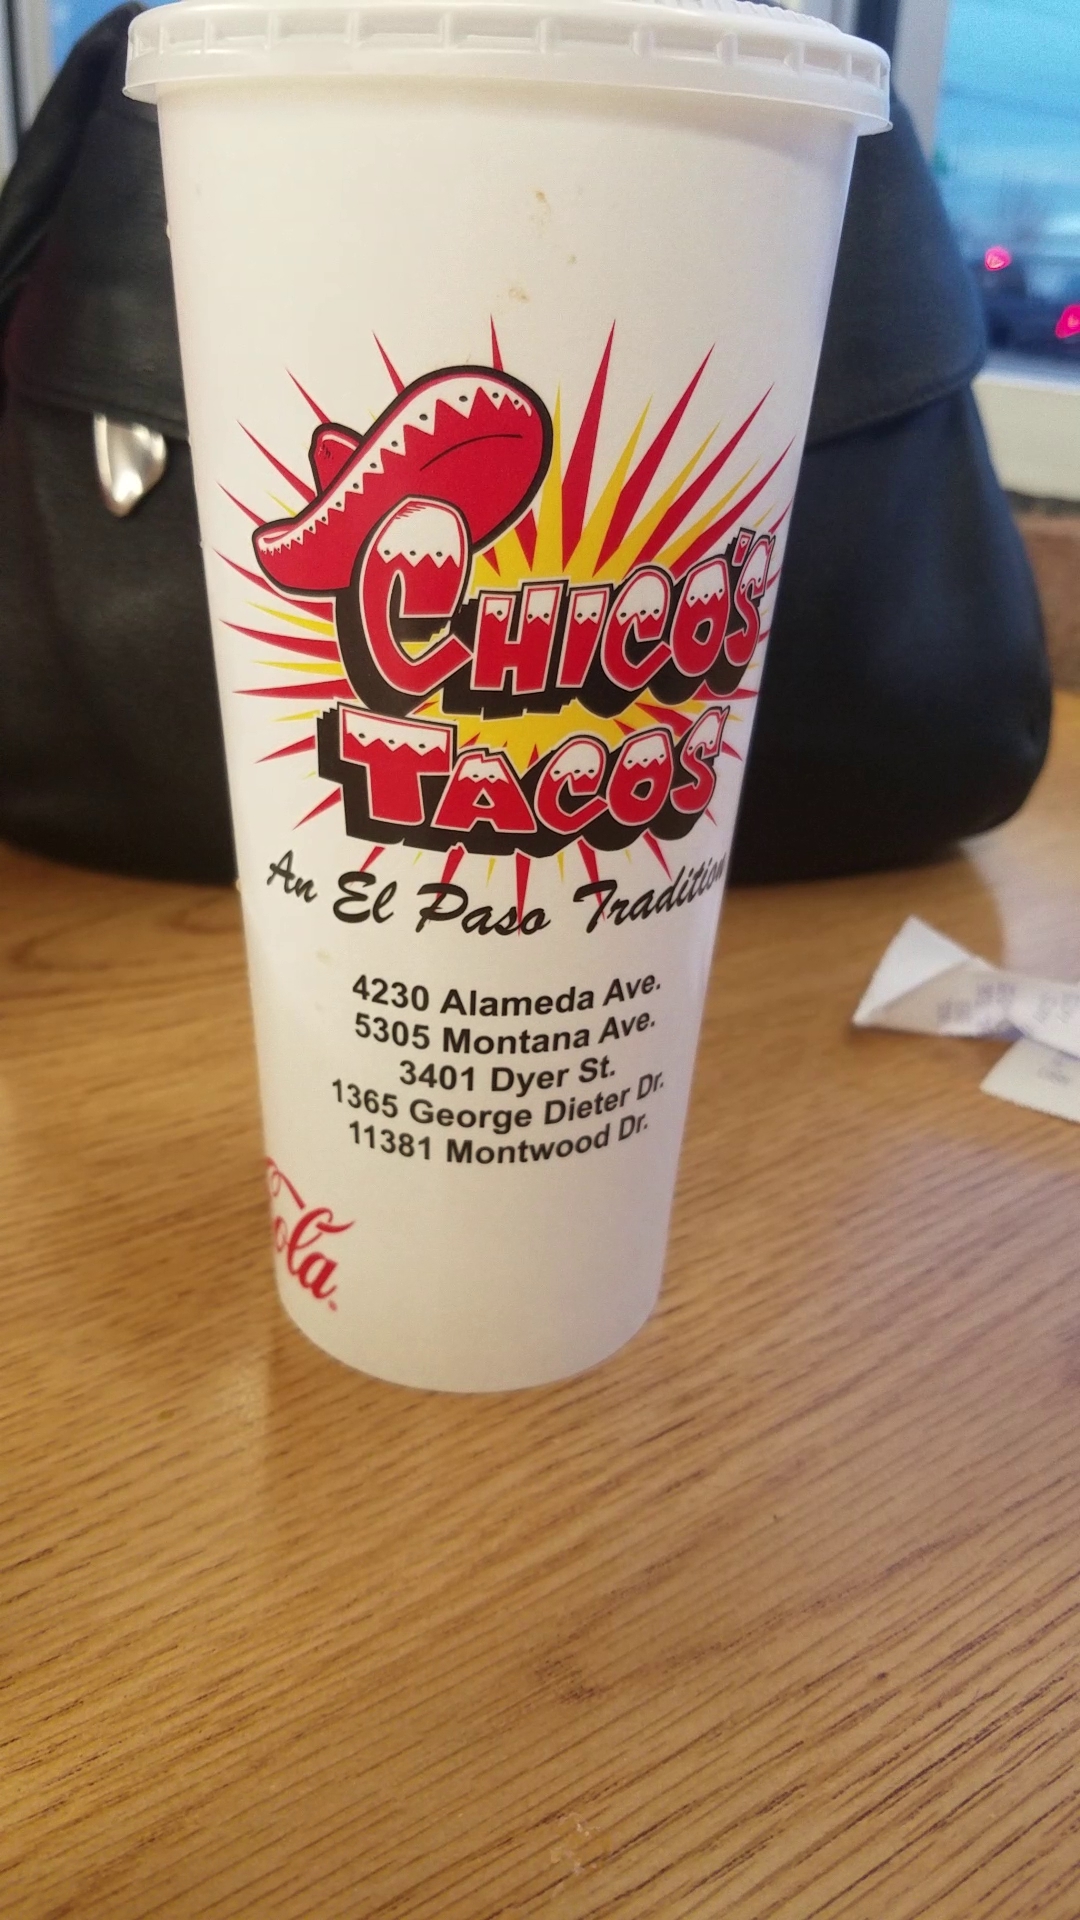 CHICO'S
TACOS
An El Paso Tradition
4230 Alameda Ave.
5305 Montana Ave.
3401 Dyer St.
1365 George Dieter Dr.
11381 Montwood Dr.
Cola